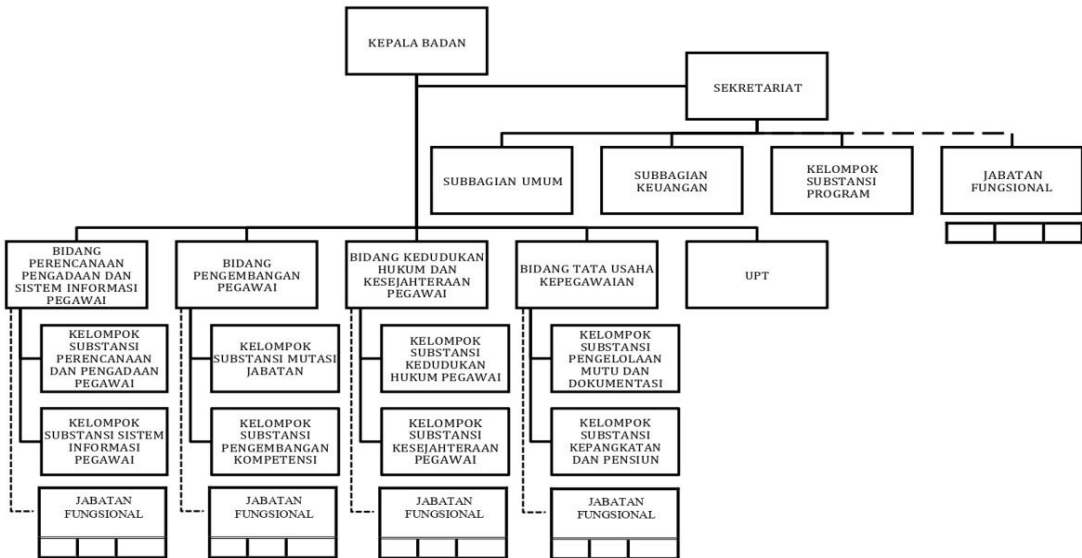 KEPALA BADAN
SEKRETARIAT
SUBBAGIAN UMUM
SUBBAGIAN
KEUANGAN
KELOMPOK
SUBSTANSI
PROGRAM
JABATAN
FUNGSIONAL
BIDANG
PERENCANAAN
PENGADAAN DAN
SISTEM INFORMASI
PEGAWAI
BIDANG
PENGEMBANGAN
PEGAWAI
BIDANG KEDUDUKAN
HUKUM DAN
KESEJAHTERAAN
PEGAWAI
BIDANG TATA USAHA
KEPEGAWAIAN
UPT
KELOMPOK
SUBSTANSI
PERENCANAAN
DAN PENGADAAN
PEGAWAI
KELOMPOK
SUBSTANSI MUTASI
JABATAN
KELOMPOK
SUBSTANSI
KEDUDUKAN
HUKUM PEGAWAI
KELOMPOK
SUBSTANSI
PENGELOLAAN
MUTU DAN
DOKUMENTASI
KELOMPOK
SUBSTANSI SISTEM
INFORMASI
PEGAWAI
KELOMPOK
SUBSTANSI
PENGEMBANGAN
KOMPETENSI
KELOMPOK
SUBSTANSI
KESEJAHTERAAN
PEGAWAI
KELOMPOK
SUBSTANSI
KEPANGKATAN
DAN PENSIUN
JABATAN
FUNGSIONAL
JABATAN
FUNGSIONAL
JABATAN
FUNGSIONAL
JABATAN
FUNGSIONAL